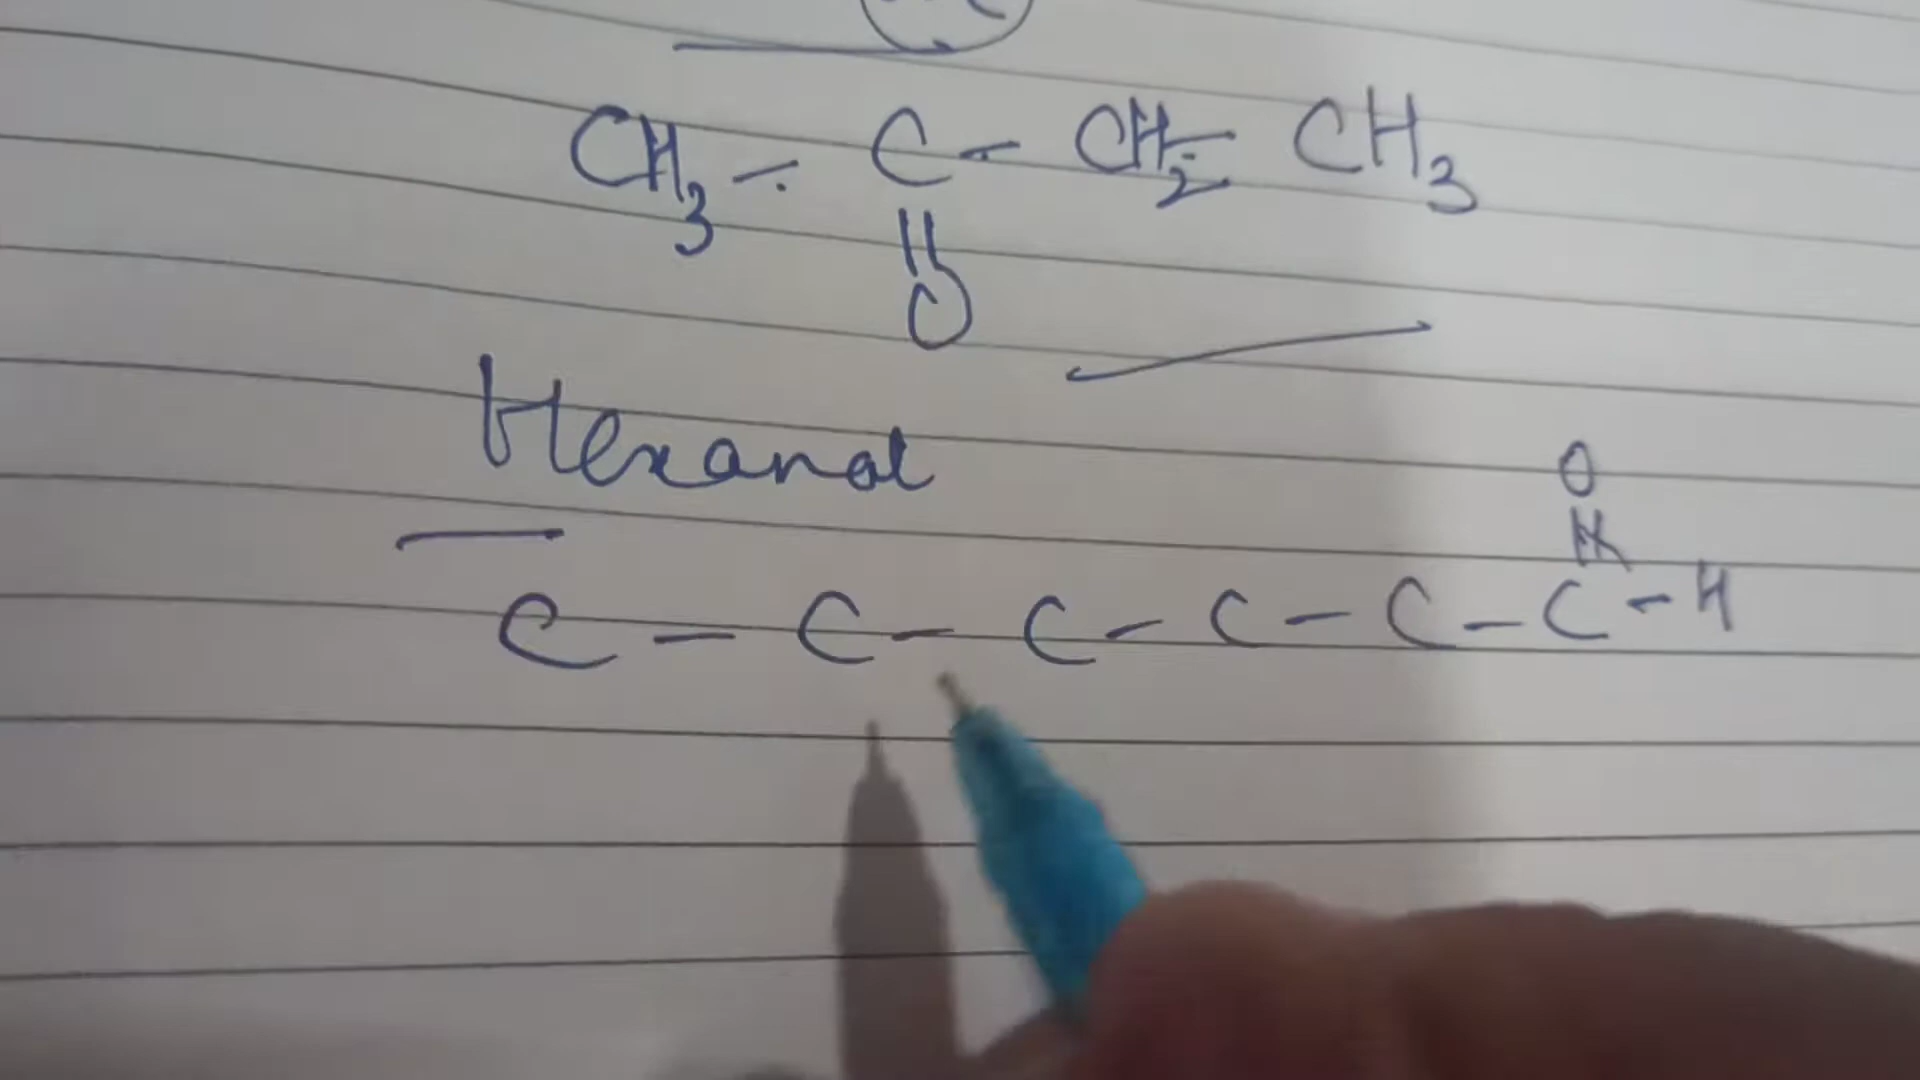 CH3 - C - CH2 - CH3
||
O
Hexanal
O
||
C - C - C - C - C - C - H